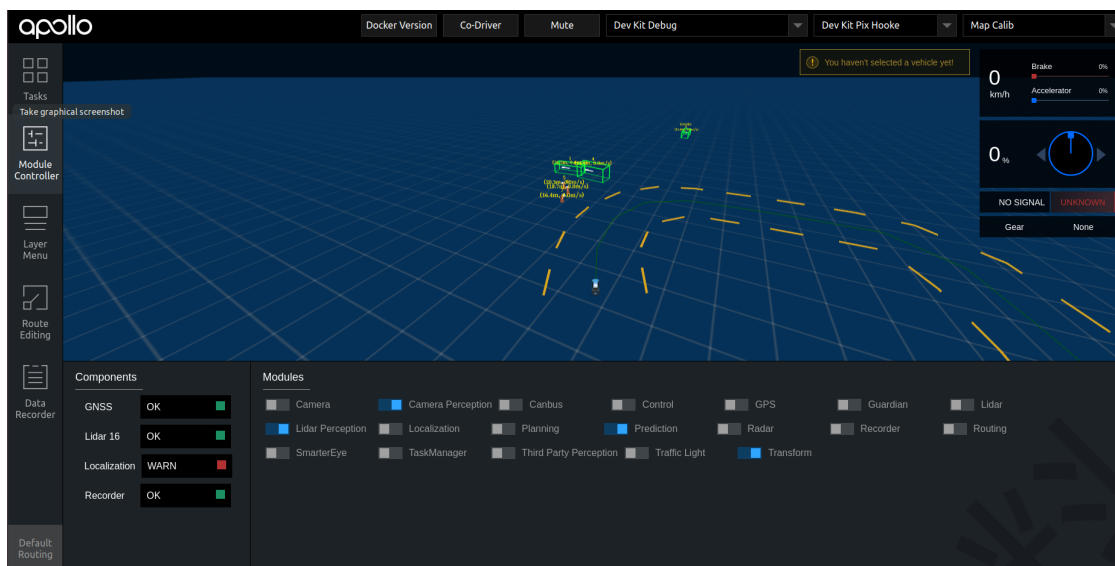 apollo
Docker Version Co-Driver Mute Dev Kit Debug Dev Kit Pix Hooke Map Calib
Tasks
Take graphical screenshot
Module
Controller
Layer
Menu
Route
Editing
Data
Recorder
Default
Routing
You haven't selected a vehicle yet!
0
km/h
Brake 0%
Accelerator 0%
0 %
NO SIGNAL UNKNOWN
Gear None
Components
GNSS OK
Lidar 16 OK
Localization WARN
Recorder OK
Modules
Camera Camera Perception Canbus Control GPS Guardian Lidar
Lidar Perception Localization Planning Prediction Radar Recorder Routing
SmarterEye TaskManager Third Party Perception Traffic Light Transform